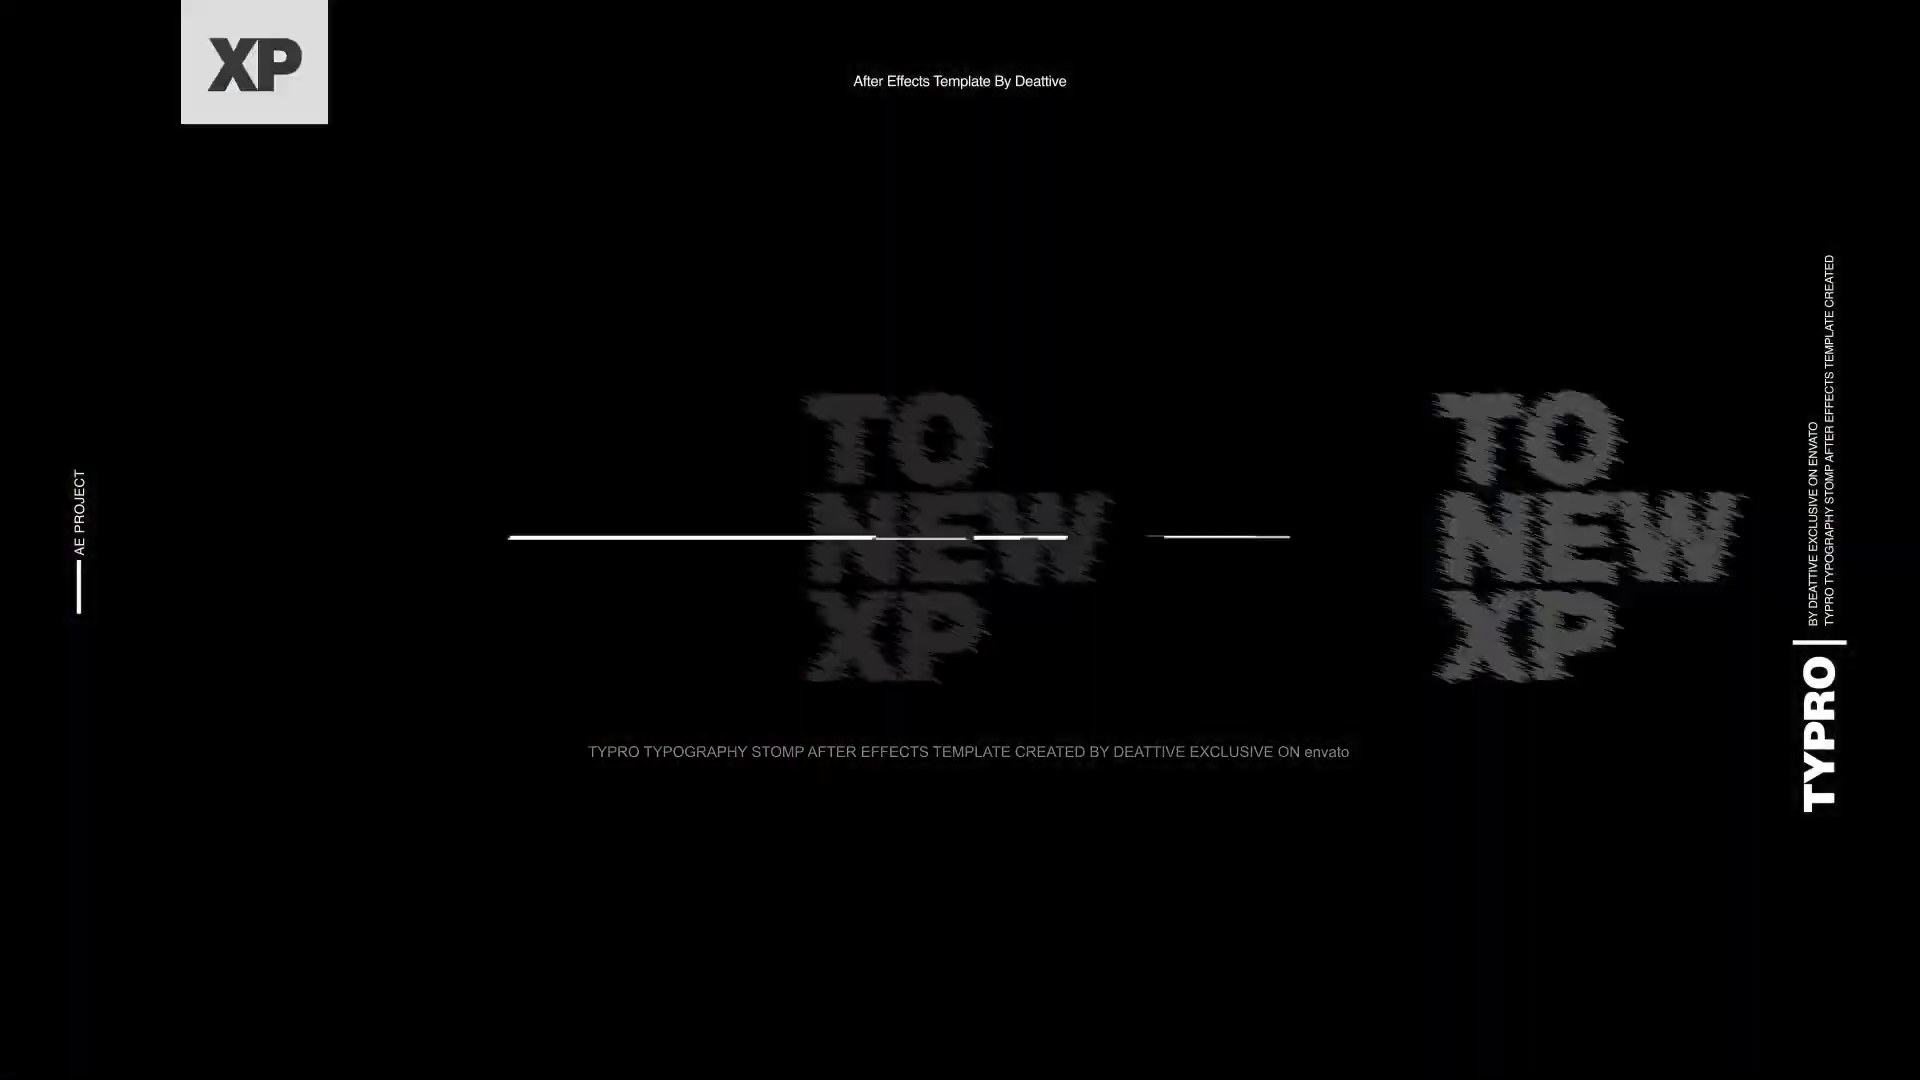 XP
After Effects Template By Deattive
AE PROJECT
TO
NEW
XP
TO
NEW
XP
TYPRO TYPOGRAPHY STOMP AFTER EFFECTS TEMPLATE CREATED BY DEATTIVE EXCLUSIVE ON envato
BY DEATTIVE EXCLUSIVE ON ENVATO
TYPRO TYPOGRAPHY STOMP AFTER EFFECTS TEMPLATE CREATED
TYPRO